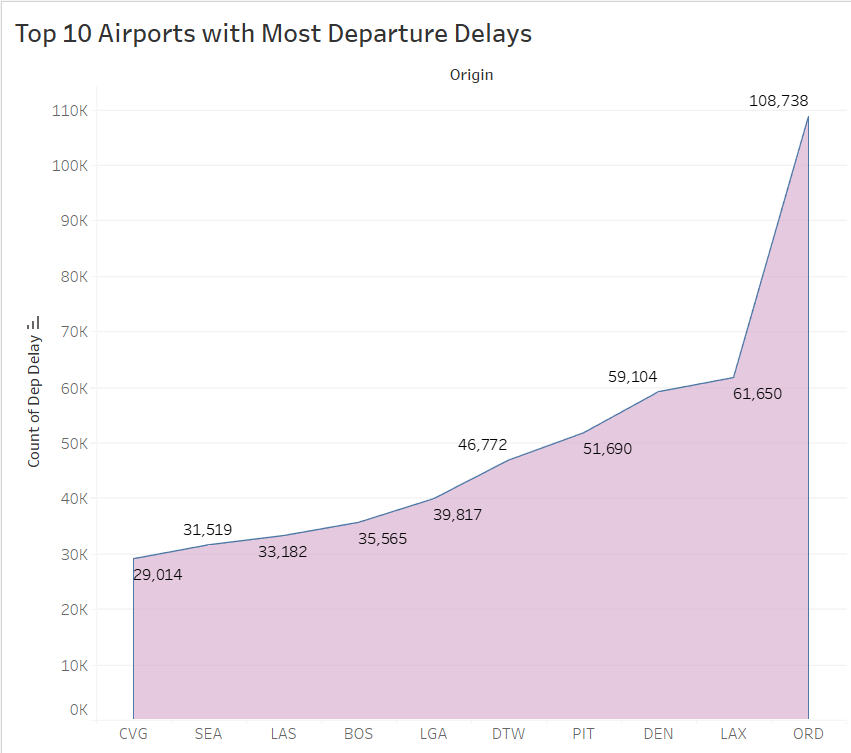 Top 10 Airports with Most Departure Delays
Origin
Count of Dep Delay
110K
100K
90K
80K
70K
60K
50K
40K
30K
20K
10K
0K
29,014
31,519
33,182
35,565
39,817
46,772
51,690
59,104
61,650
108,738
CVG
SEA
LAS
BOS
LGA
DTW
PIT
DEN
LAX
ORD